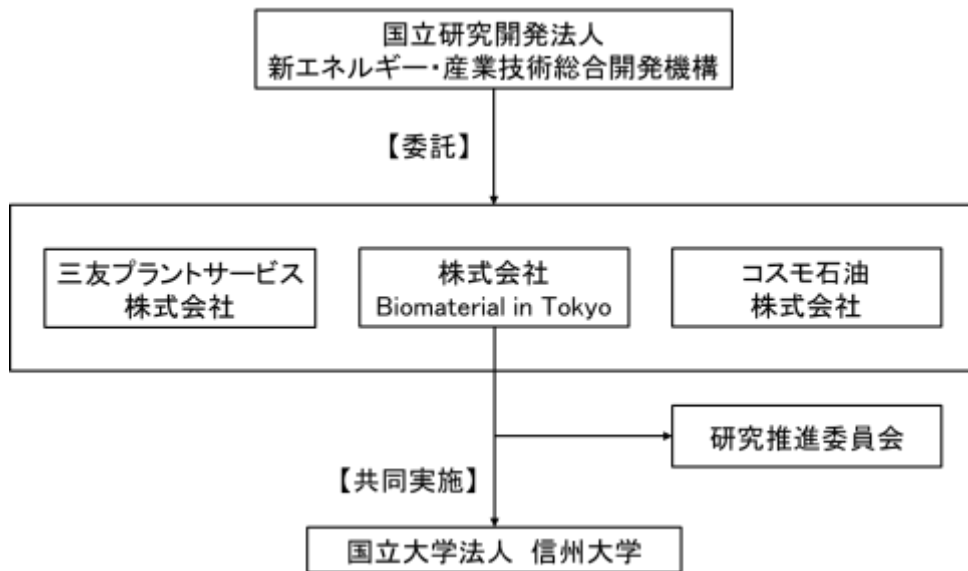 国立研究開発法人
新エネルギー・産業技術総合開発機構
【委託】
三友プラントサービス
株式会社
株式会社
Biomaterial in Tokyo
コスモ石油
株式会社
研究推進委員会
【共同実施】
国立大学法人 信州大学